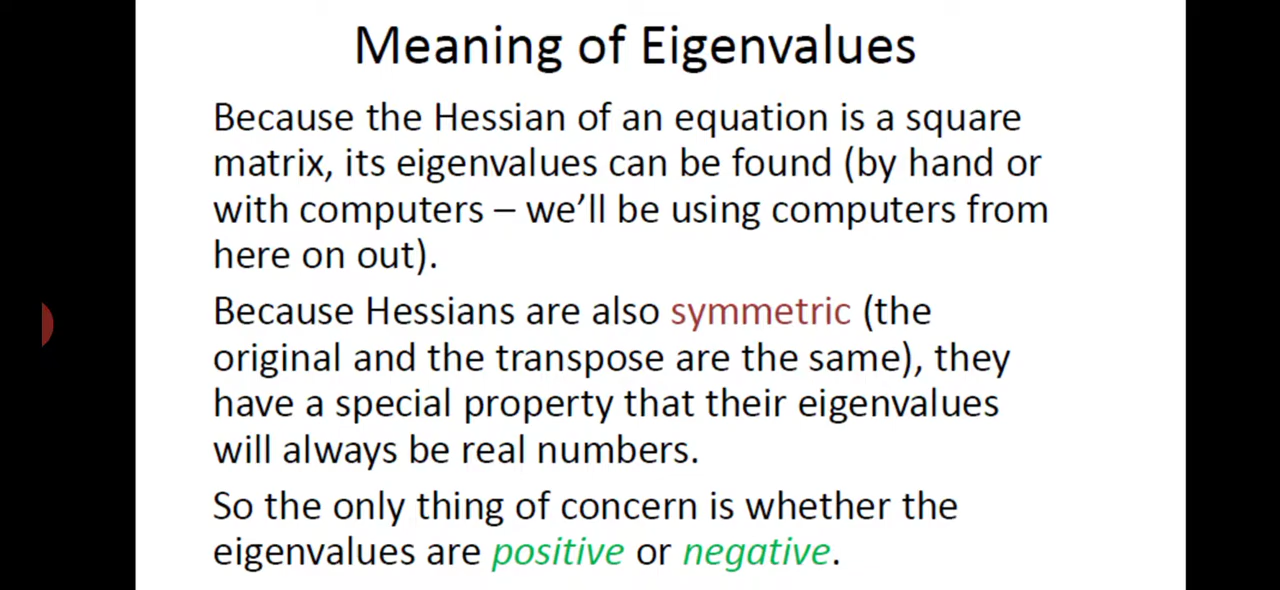 Meaning of Eigenvalues
Because the Hessian of an equation is a square
matrix, its eigenvalues can be found (by hand or
with computers – we’ll be using computers from
here on out).
Because Hessians are also symmetric (the
original and the transpose are the same), they
have a special property that their eigenvalues
will always be real numbers.
So the only thing of concern is whether the
eigenvalues are positive or negative.